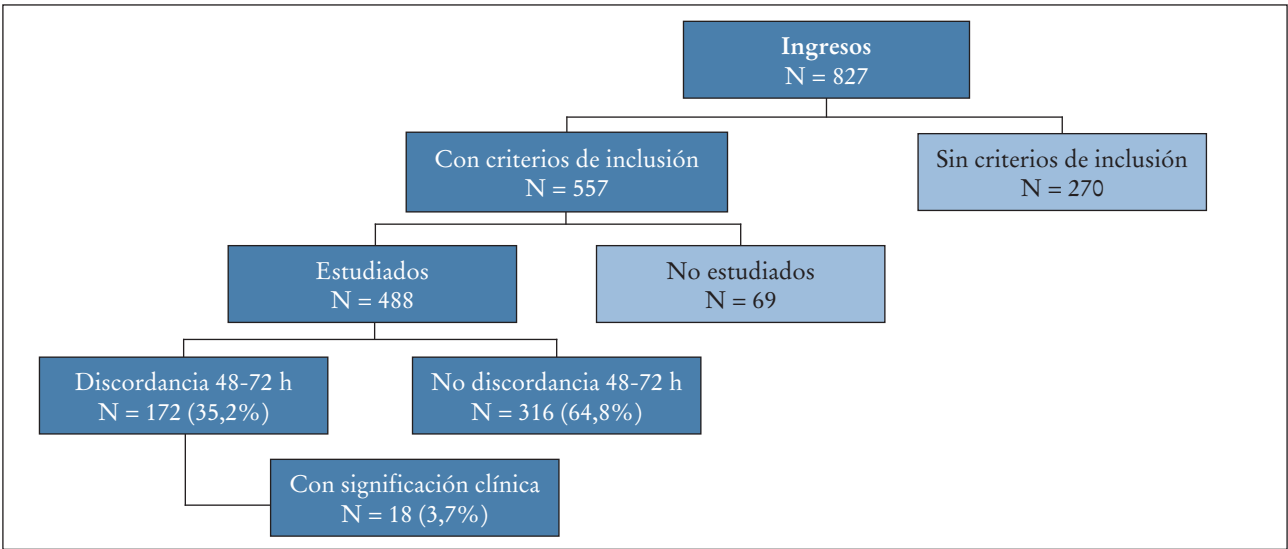 Ingresos
N = 827
Con criterios de inclusión
N = 557
Sin criterios de inclusión
N = 270
Estudiados
N = 488
No estudiados
N = 69
Discordancia 48-72 h
N = 172 (35,2%)
No discordancia 48-72 h
N = 316 (64,8%)
Con significación clínica
N = 18 (3,7%)